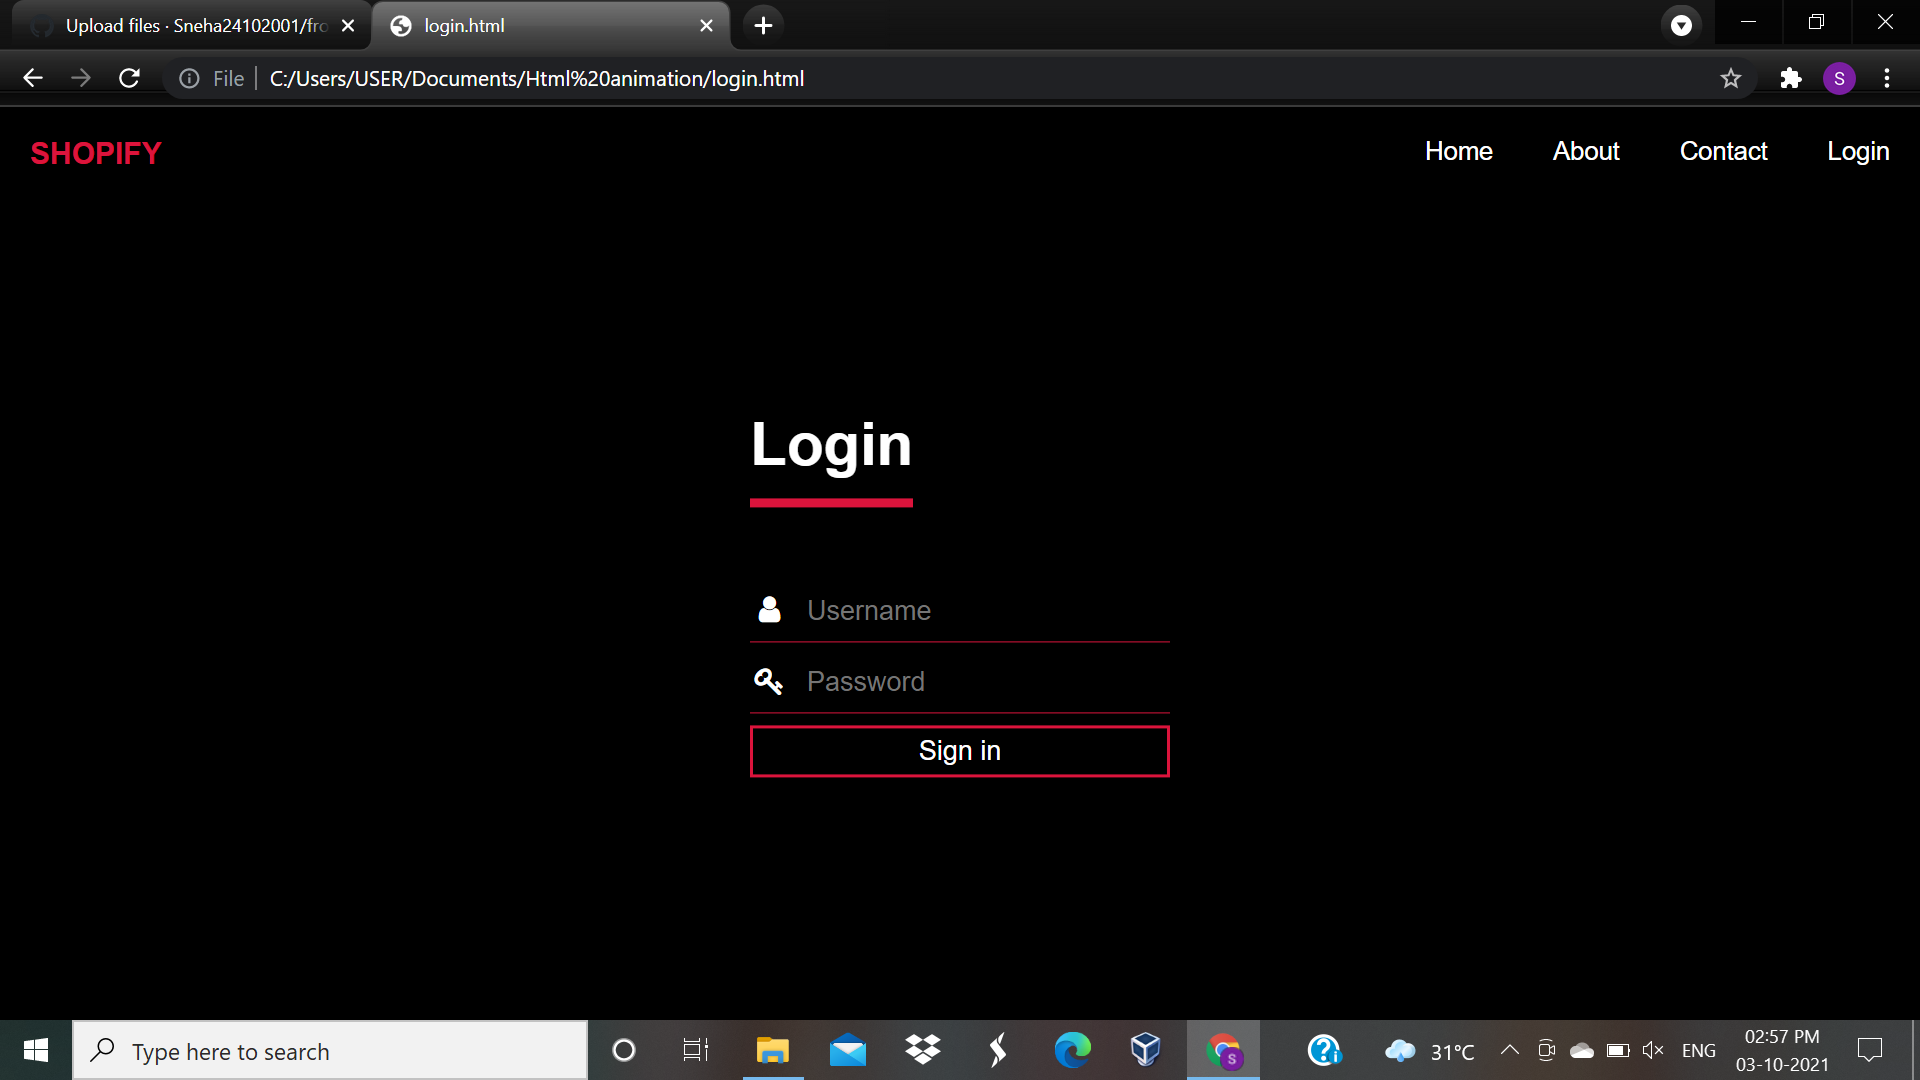 Upload files · Sneha24102001/fro
login.html
File
C:/Users/USER/Documents/Html%20animation/login.html
S
SHOPIFY
Home
About
Contact
Login
Login
Username
Password
Sign in
Type here to search
S
31°C
ENG
02:57 PM
03-10-2021